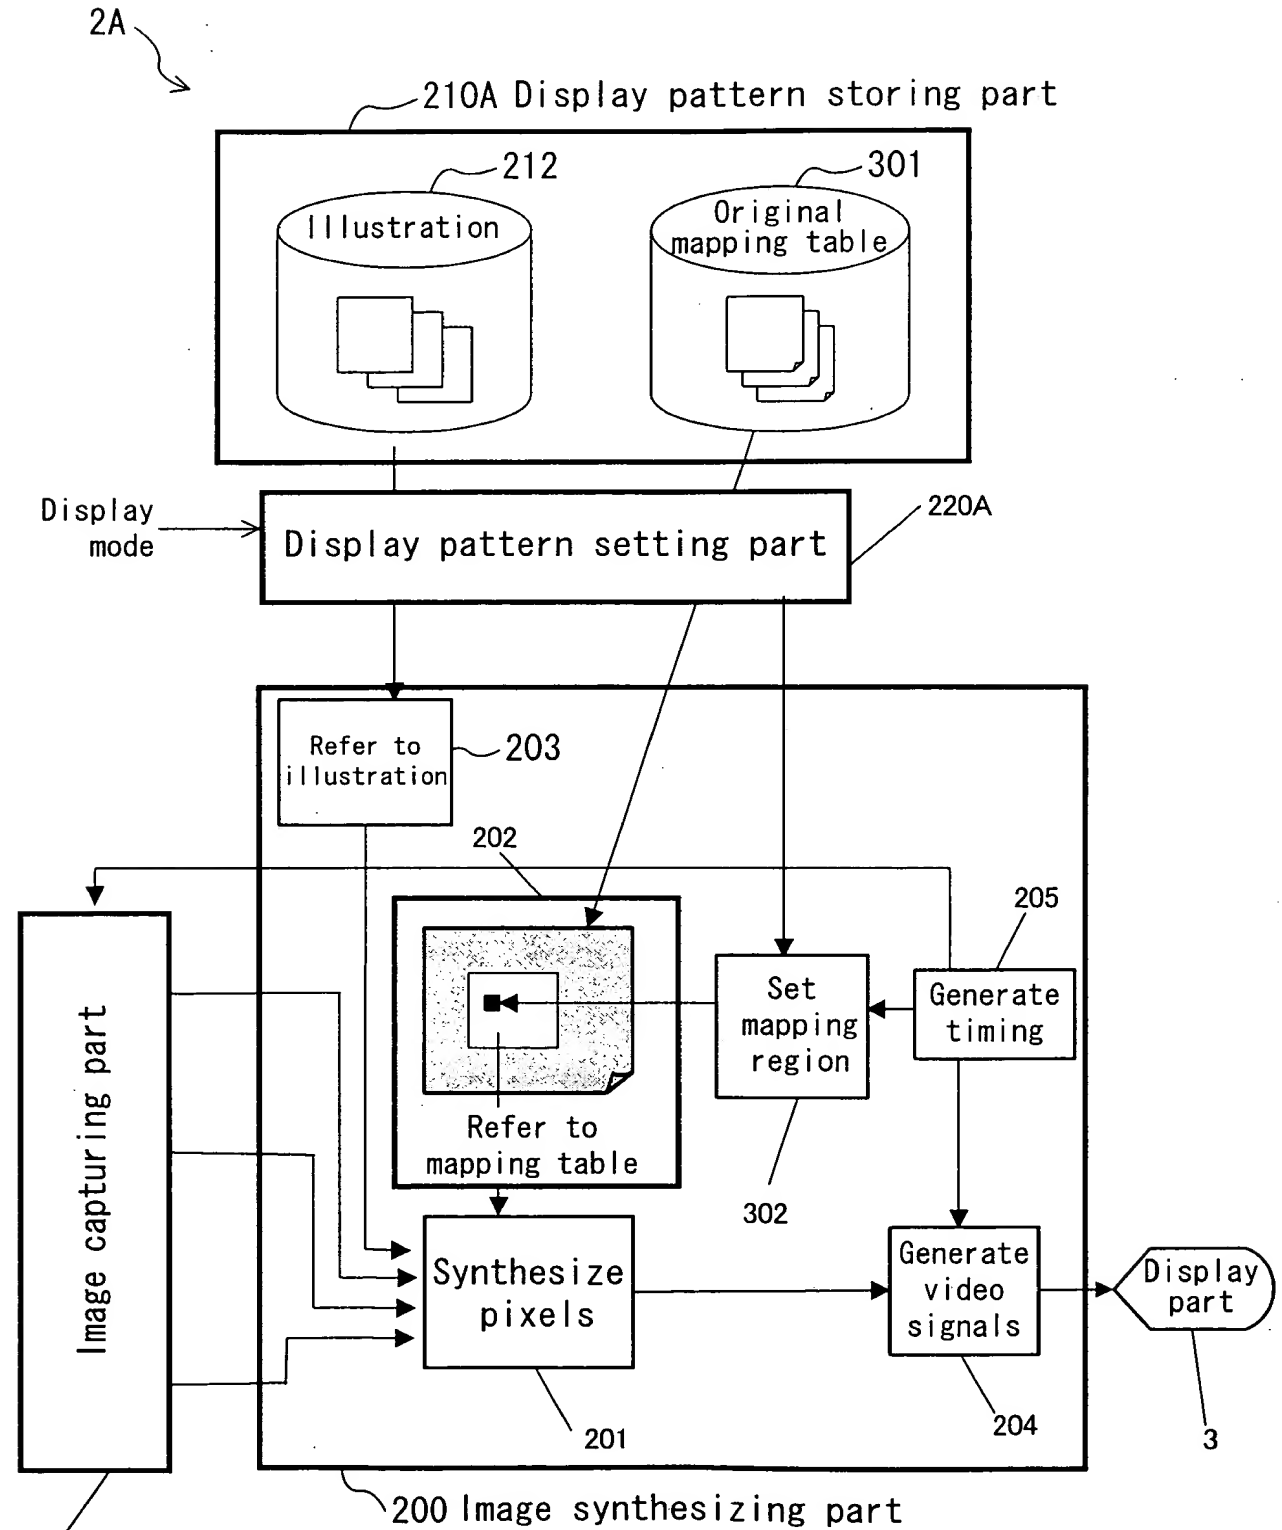 2A
210A Display pattern storing part
212
301
Illustration
Original
mapping table
Display
mode
220A
Display pattern setting part
Refer to
illustration
203
202
205
Generate
timing
Set
mapping
region
Image capturing part
Refer to
mapping table
302
Synthesize
pixels
Generate
video
signals
Display
part
201
204
3
200 Image synthesizing part